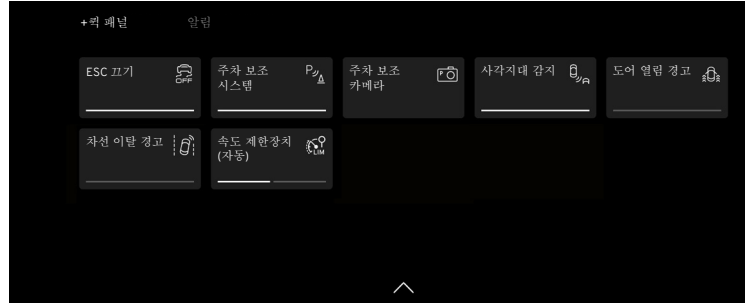 +퀵 패널
알림
ESC 끄기
OFF
주차 보조
시스템
P
주차 보조
카메라
P
사각지대 감지
도어 열림 경고
차선 이탈 경고
속도 제한장치
(자동)
LIM